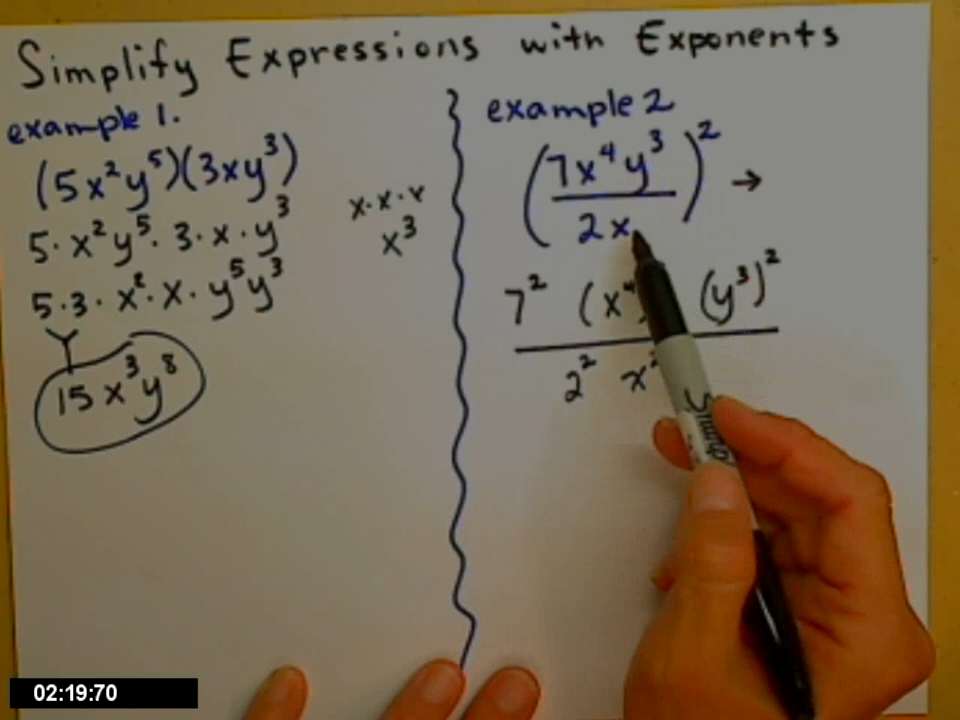 Simplify Expressions with Exponents
example 1.
(5x²y⁵)(3xy³)
5·x²y⁵·3·x·y³
5·3·x²·x·y⁵y³
15x³y⁸
x·x·x
x³
example 2
(7x⁴y³/2x)² →
7² (x⁴) (y³)²
2² x²
02:19:70